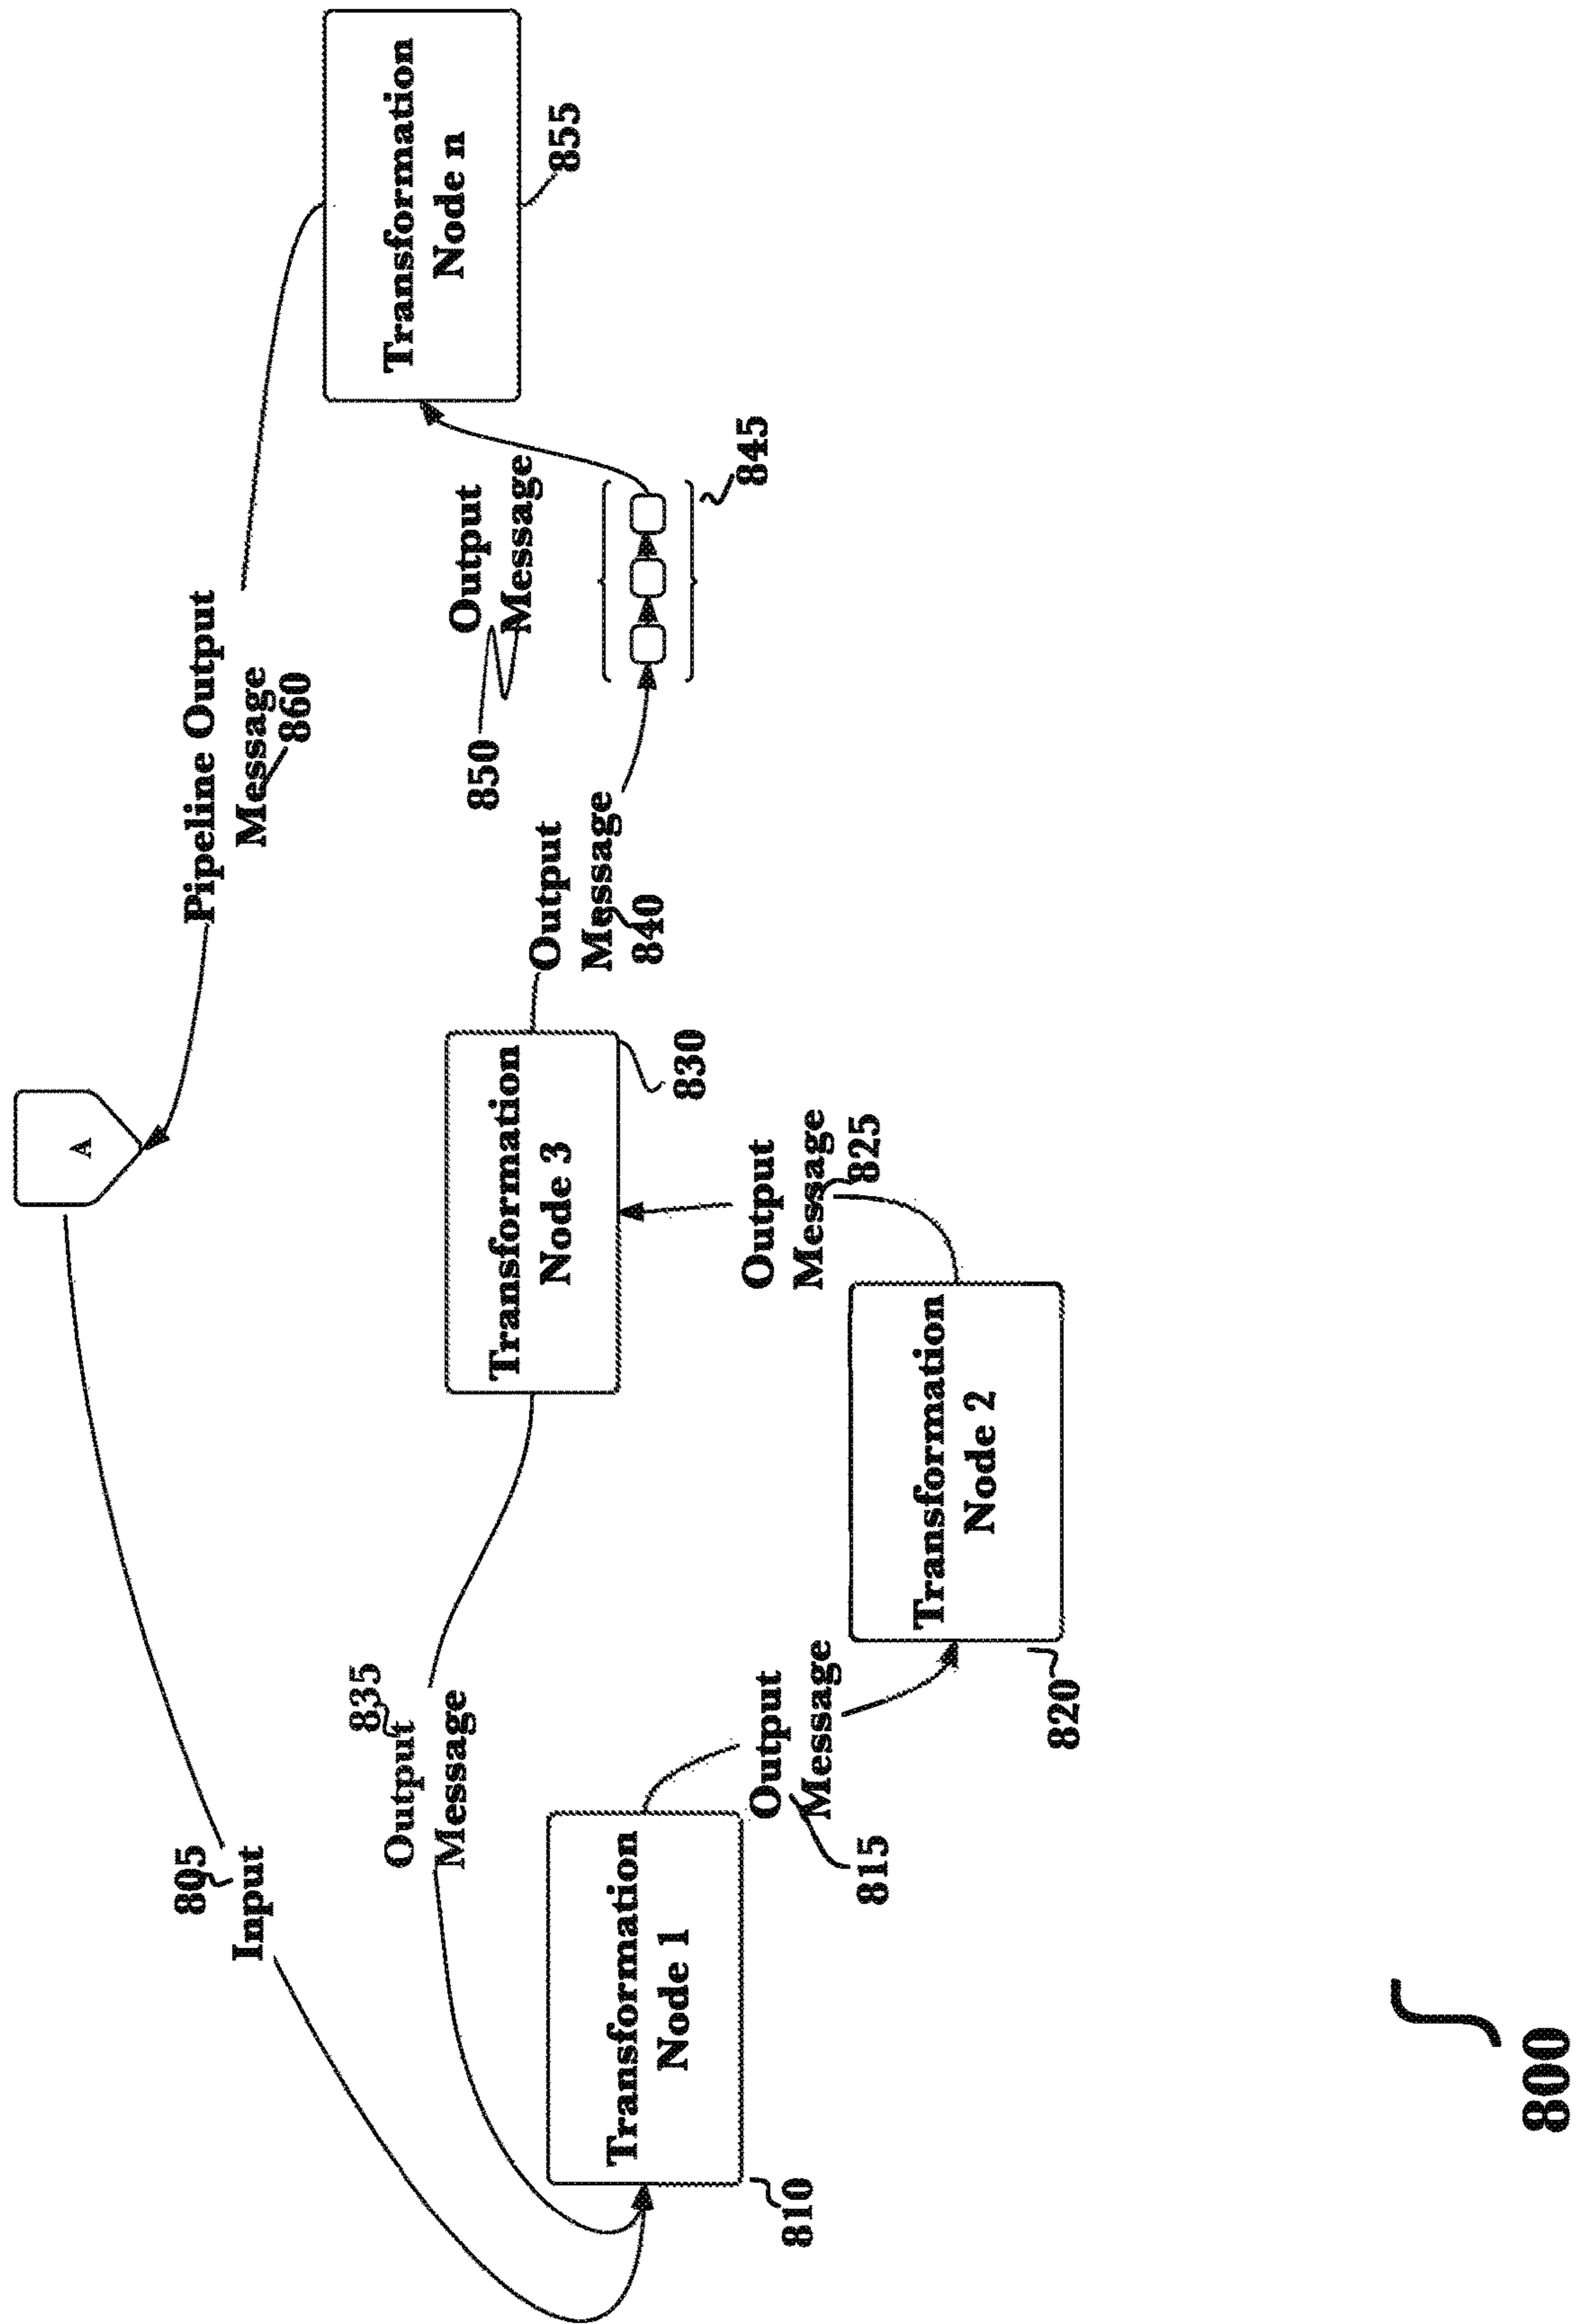 A
805
Input
Pipeline Output
Message
860
835
Output
Message
Transformation
Node 3
830
Output
Message
840
850
Output
Message
845
Transformation
Node n
855
Transformation
Node 1
810
Output
Message
815
Transformation
Node 2
820
Output
Message
825
800